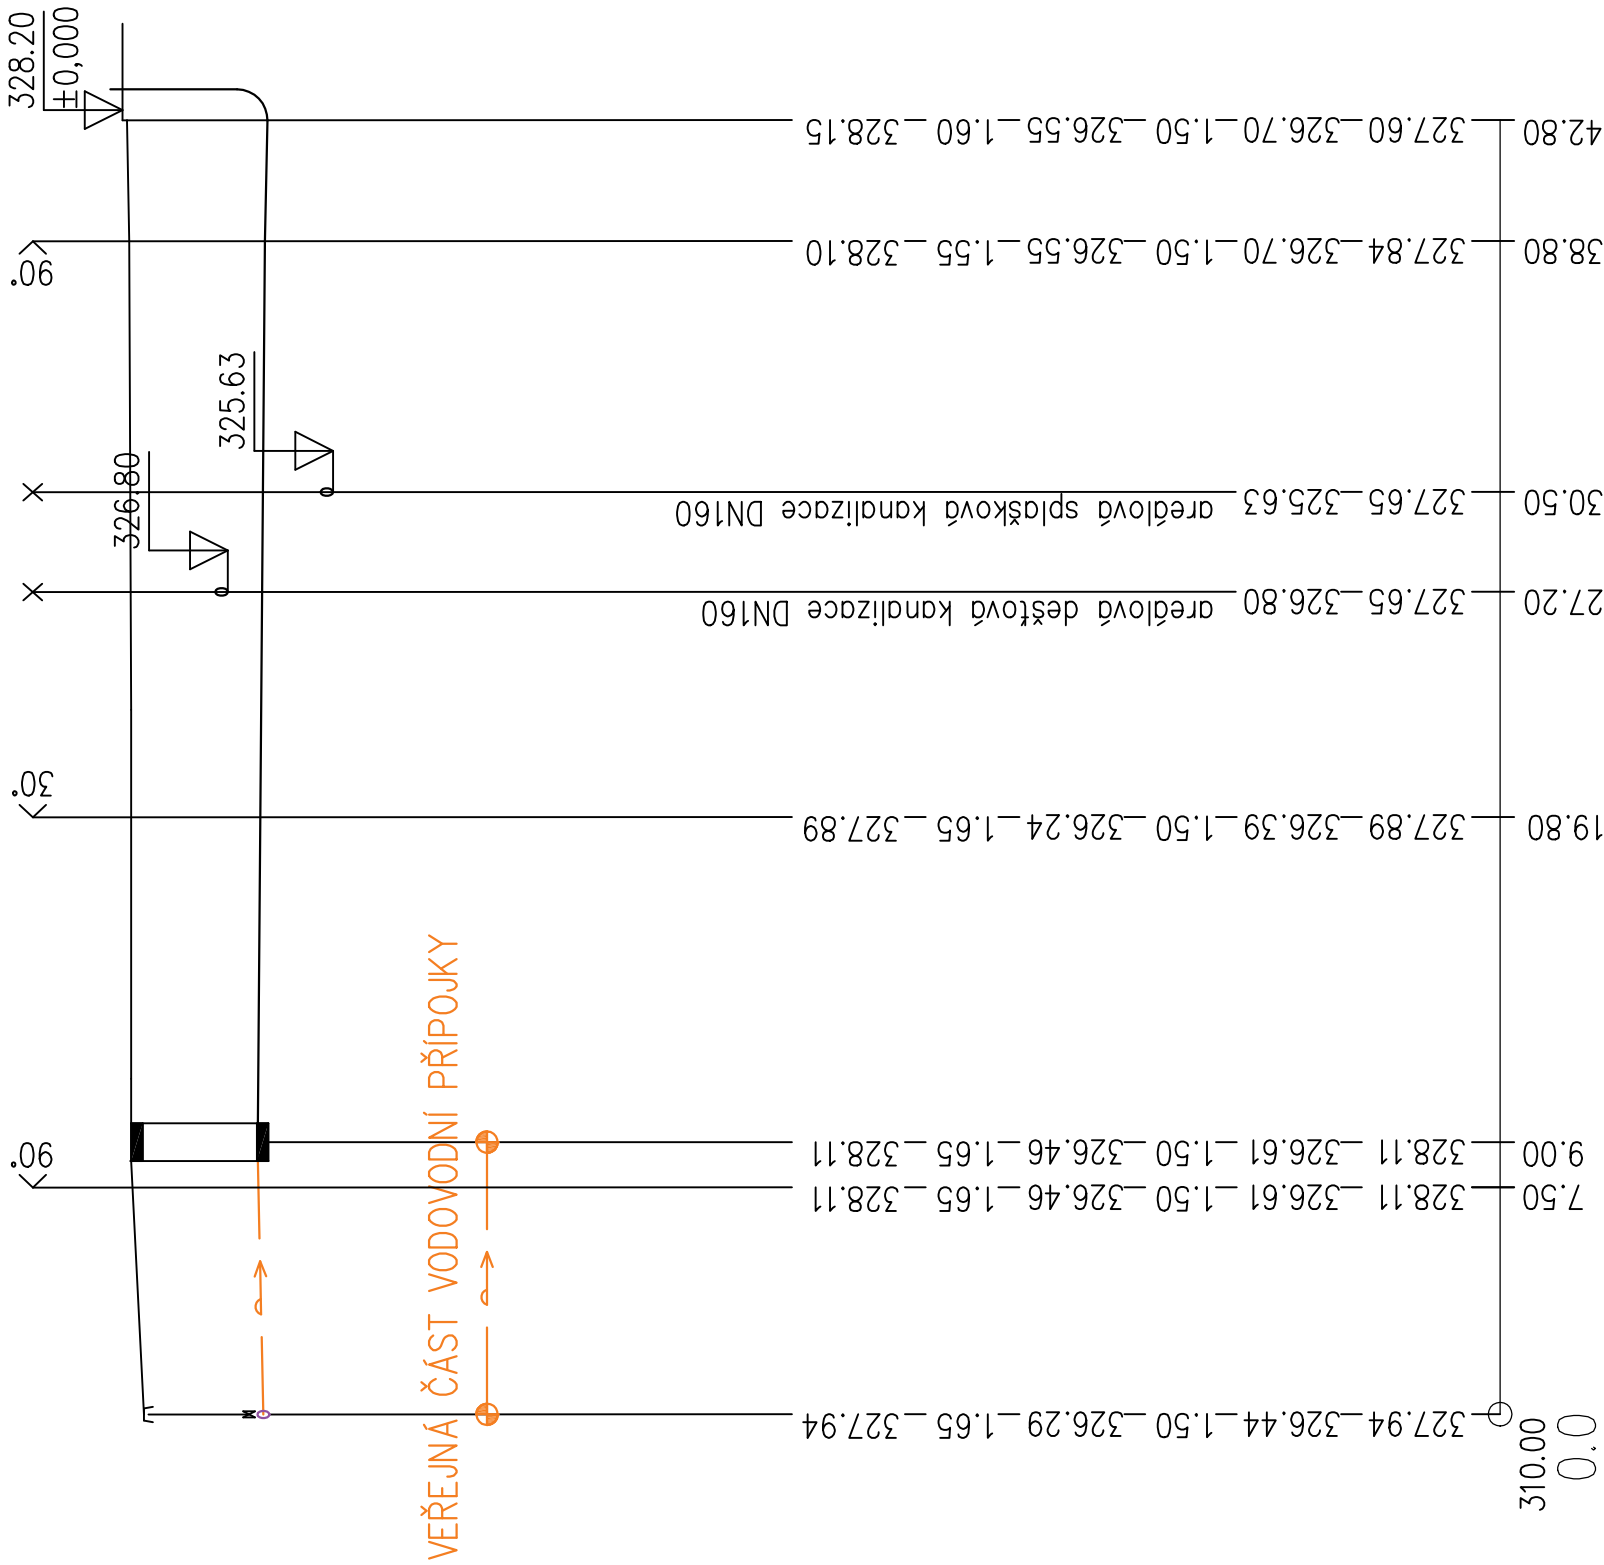 328.20
±0,000
42.80 327.60 326.70 1.50 326.55 1.60 328.15
90°
38.80 327.84 326.70 1.50 326.55 1.55 328.10
325.63
30.50 327.65 325.63 areálová splašková kanalizace DN160
326.80
27.20 327.65 326.80 areálová dešťová kanalizace DN160
30°
19.80 327.89 326.39 1.50 326.24 1.65 327.89
VEŘEJNÁ ČÁST VODOVODNÍ PŘÍPOJKY
9.00 328.11 326.61 1.50 326.46 1.65 328.11
90°
7.50 328.11 326.61 1.50 326.46 1.65 328.11
327.94 326.44 1.50 326.29 1.65 327.94
310.00
0.0